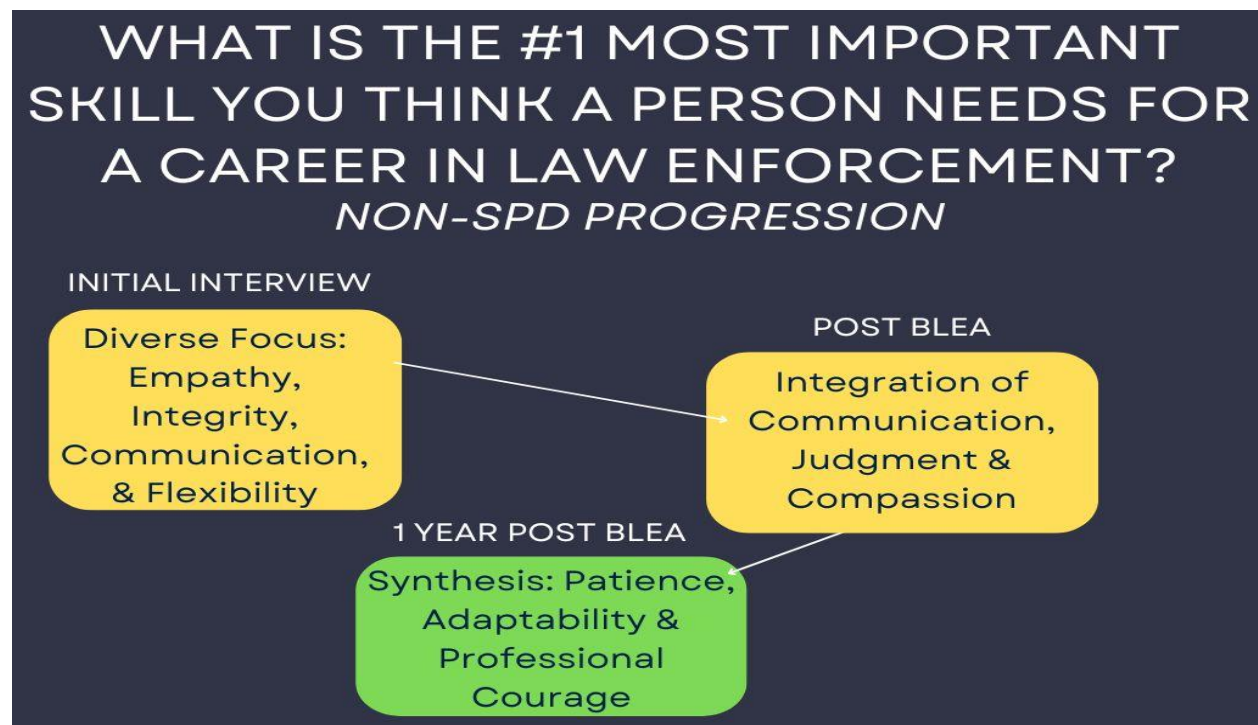 WHAT IS THE #1 MOST IMPORTANT
SKILL YOU THINK A PERSON NEEDS FOR
A CAREER IN LAW ENFORCEMENT?
NON-SPD PROGRESSION
INITIAL INTERVIEW
Diverse Focus:
Empathy,
Integrity,
Communication,
& Flexibility
POST BLEA
Integration of
Communication,
Judgment &
Compassion
1 YEAR POST BLEA
Synthesis: Patience,
Adaptability &
Professional
Courage